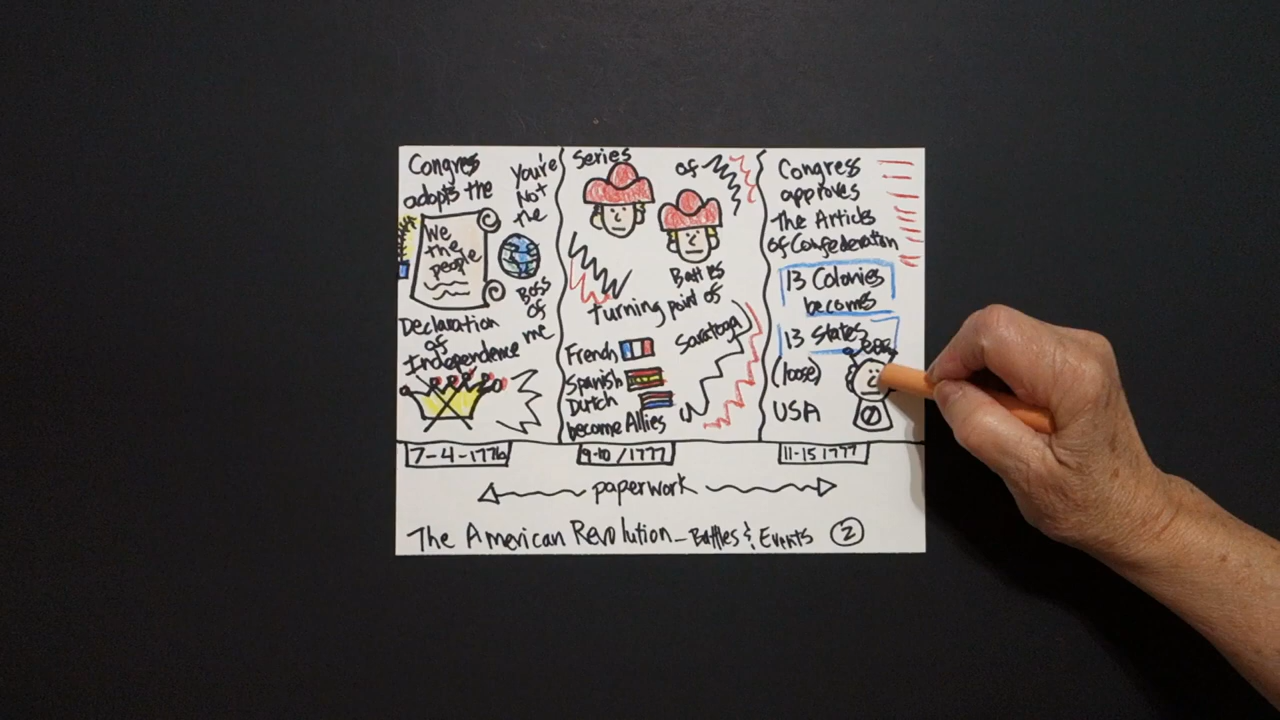 Congress
adopts the
We
the
people
Declaration
of
Independence
You're
Not
the
Boss
of
me
7-4-1776
Series of
Battles
turning point of
Saratoga
French
Spanish
Dutch
become Allies
9-10/1777
Congress
approves
The Articles
of Confederation
13 Colonies
becomes
13 States
(loose)
USA
11-15 1777
paperwork
The American Revolution - Battles & Events 2